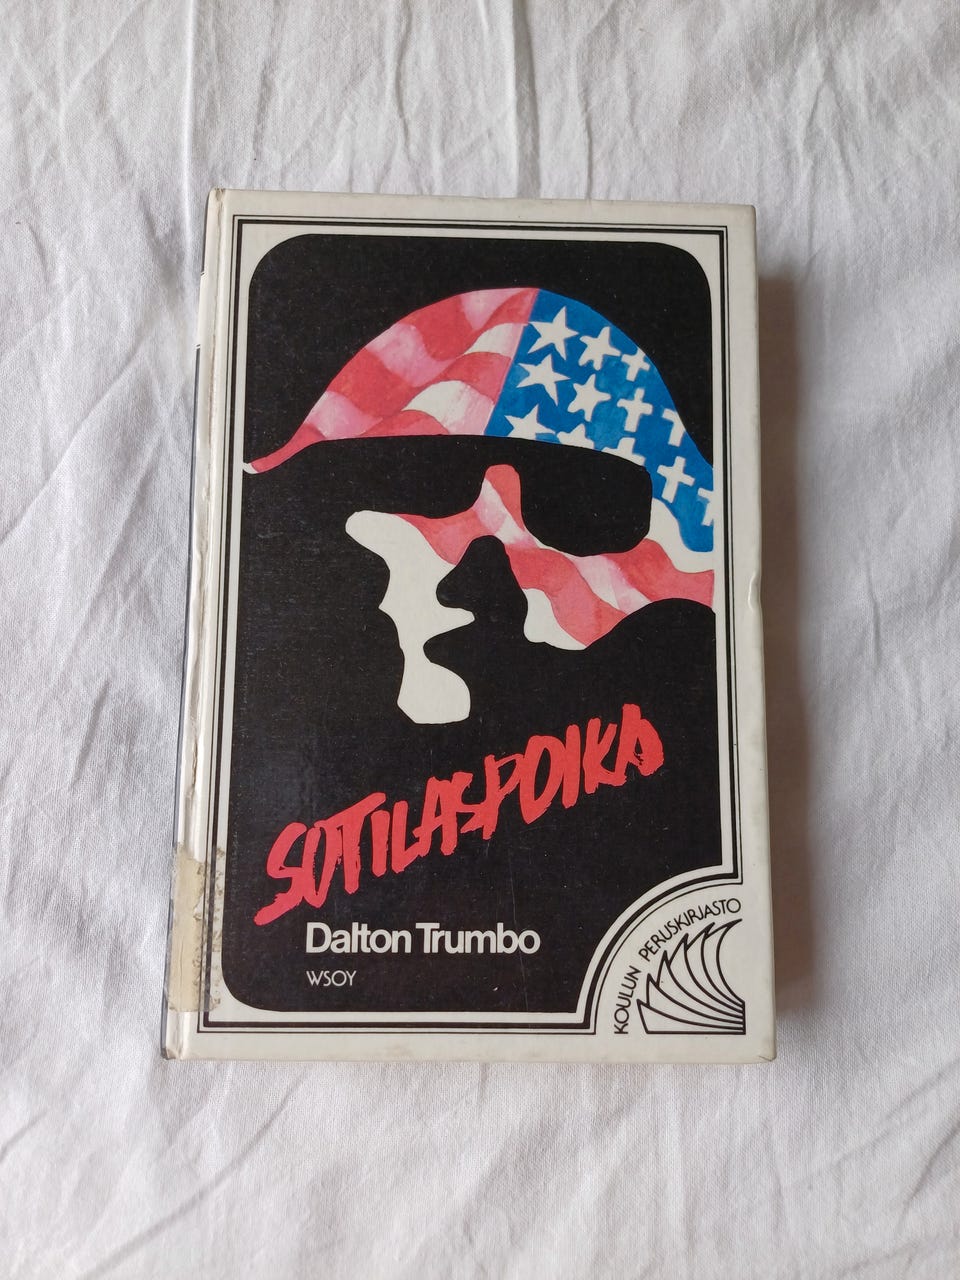 SOTILASPOIKA
Dalton Trumbo
WSOY
KOULUN PERUSKIRJASTO